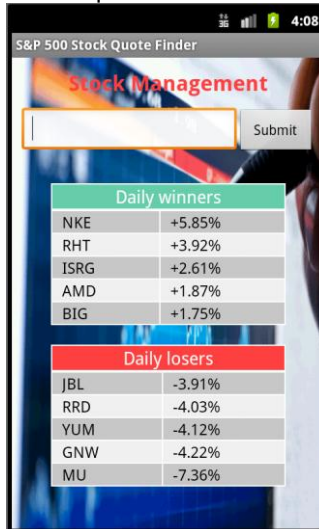 4:08
S&P 500 Stock Quote Finder
Stock Management
Submit
Daily winners
NKE +5.85%
RHT +3.92%
ISRG +2.61%
AMD +1.87%
BIG +1.75%
Daily losers
JBL -3.91%
RRD -4.03%
YUM -4.12%
GNW -4.22%
MU -7.36%